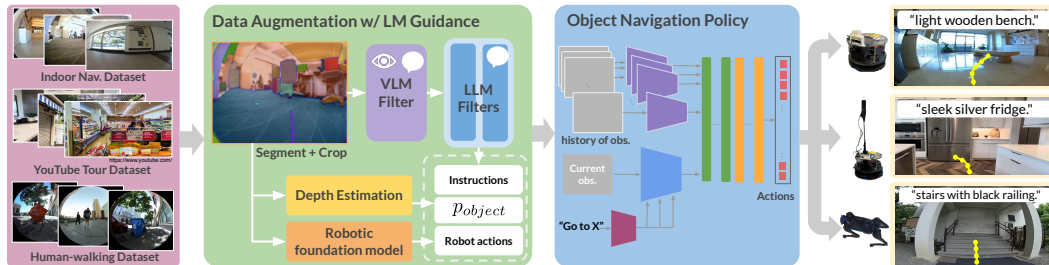 Indoor Nav. Dataset
https://www.youtube.com/
YouTube Tour Dataset
Human-walking Dataset
Data Augmentation w/ LM Guidance
Segment + Crop
VLM
Filter
LLM
Filters
Depth Estimation
Robotic
foundation model
Instructions
p_object
Robot actions
Object Navigation Policy
history of obs.
Current
obs.
"Go to X"
Actions
"light wooden bench."
"sleek silver fridge."
"stairs with black railing."